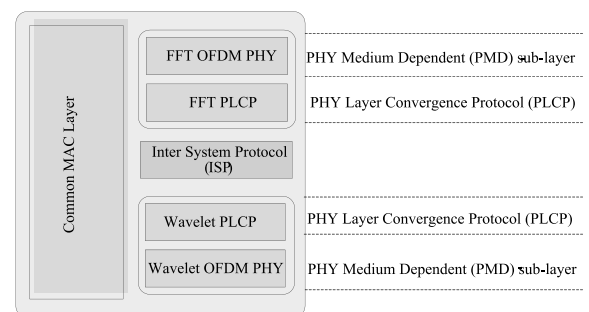 Common MAC Layer
FFT OFDM PHY
PHY Medium Dependent (PMD) sub-layer
FFT PLCP
PHY Layer Convergence Protocol (PLCP)
Inter System Protocol
(ISP)
Wavelet PLCP
PHY Layer Convergence Protocol (PLCP)
Wavelet OFDM PHY
PHY Medium Dependent (PMD) sub-layer